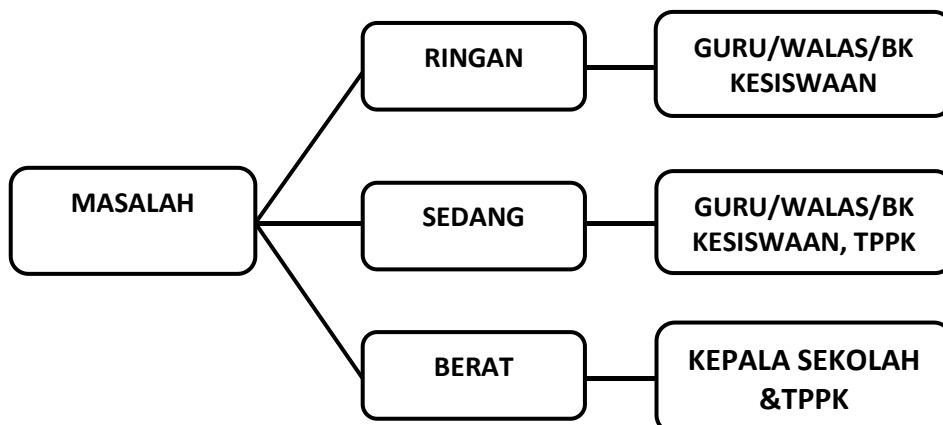 RINGAN
GURU/WALAS/BK
KESISWAAN
MASALAH
SEDANG
GURU/WALAS/BK
KESISWAAN, TPPK
BERAT
KEPALA SEKOLAH
&TPPK